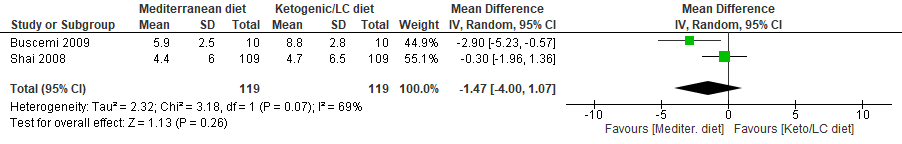 Mediterranean diet Ketogenic/LC diet Mean Difference Mean Difference
Study or Subgroup Mean SD Total Mean SD Total Weight IV, Random, 95% CI IV, Random, 95% CI
Buscemi 2009 5.9 2.5 10 8.8 2.8 10 44.9% -2.90 [-5.23, -0.57]
Shai 2008 4.4 6 109 4.7 6.5 109 55.1% -0.30 [-1.96, 1.36]
Total (95% CI) 119 119 100.0% -1.47 [-4.00, 1.07]
Heterogeneity: Tau² = 2.32; Chi² = 3.18, df = 1 (P = 0.07); I² = 69%
Test for overall effect: Z = 1.13 (P = 0.26)
-10 -5 0 5 10
Favours [Mediter. diet] Favours [Keto/LC diet]